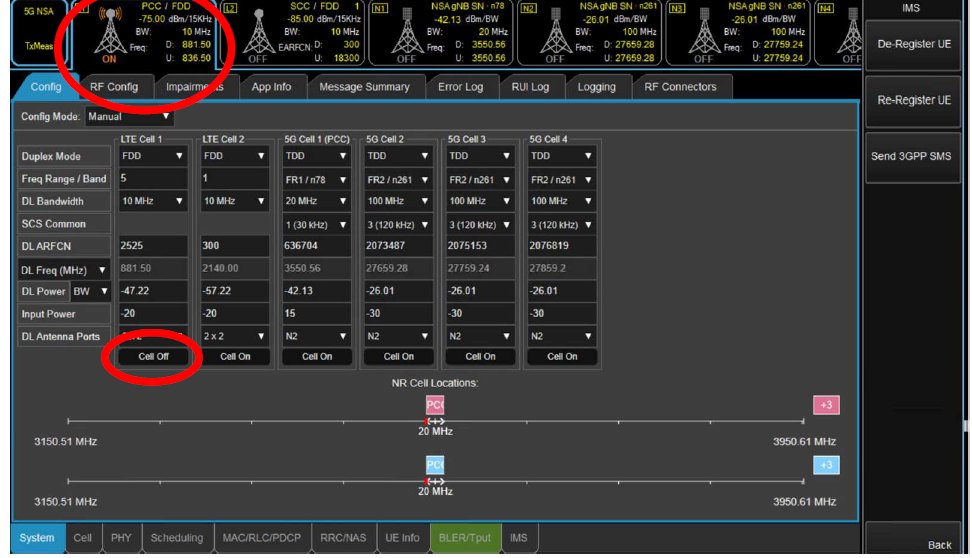 5G NSA
TxMeas
PCC / FDD
-75.00 dBm/15KHz
BW: 10 MHz
Freq: D: 881.50
U: 836.50
ON
L2
SCC / FDD 1
-85.00 dBm/15KHz
BW: 10 MHz
EARFCN: D: 300
U: 18300
OFF
N1
NSA gNB SN - n78
-42.13 dBm/BW
BW: 20 MHz
Freq: D: 3550.56
U: 3550.56
OFF
N2
NSA gNB SN - n261
-26.01 dBm/BW
BW: 100 MHz
Freq: D: 27659.28
U: 27659.28
OFF
N3
NSA gNB SN - n261
-26.01 dBm/BW
BW: 100 MHz
Freq: D: 27759.24
U: 27759.24
OFF
N4
OFF
IMS
De-Register UE
Re-Register UE
Send 3GPP SMS
Back
Config RF Config Impairments App Info Message Summary Error Log RUI Log Logging RF Connectors
Config Mode: Manual
LTE Cell 1 LTE Cell 2 5G Cell 1 (PCC) 5G Cell 2 5G Cell 3 5G Cell 4
Duplex Mode FDD FDD TDD TDD TDD TDD
Freq Range / Band 5 1 FR1 / n78 FR2 / n261 FR2 / n261 FR2 / n261
DL Bandwidth 10 MHz 10 MHz 20 MHz 100 MHz 100 MHz 100 MHz
SCS Common 1 (30 kHz) 3 (120 kHz) 3 (120 kHz) 3 (120 kHz)
DL ARFCN 2525 300 636704 2073487 2075153 2076819
DL Freq (MHz) 881.50 2140.00 3550.56 27659.28 27759.24 27859.2
DL Power BW -47.22 -57.22 -42.13 -26.01 -26.01 -26.01
Input Power -20 -20 15 -30 -30 -30
DL Antenna Ports 2 x 2 N2 N2 N2 N2
Cell Off Cell On Cell On Cell On Cell On Cell On
NR Cell Locations:
PC +3
20 MHz
3150.51 MHz 3950.61 MHz
PC +3
20 MHz
3150.51 MHz 3950.61 MHz
System Cell PHY Scheduling MAC/RLC/PDCP RRC/NAS UE Info BLER/Tput IMS